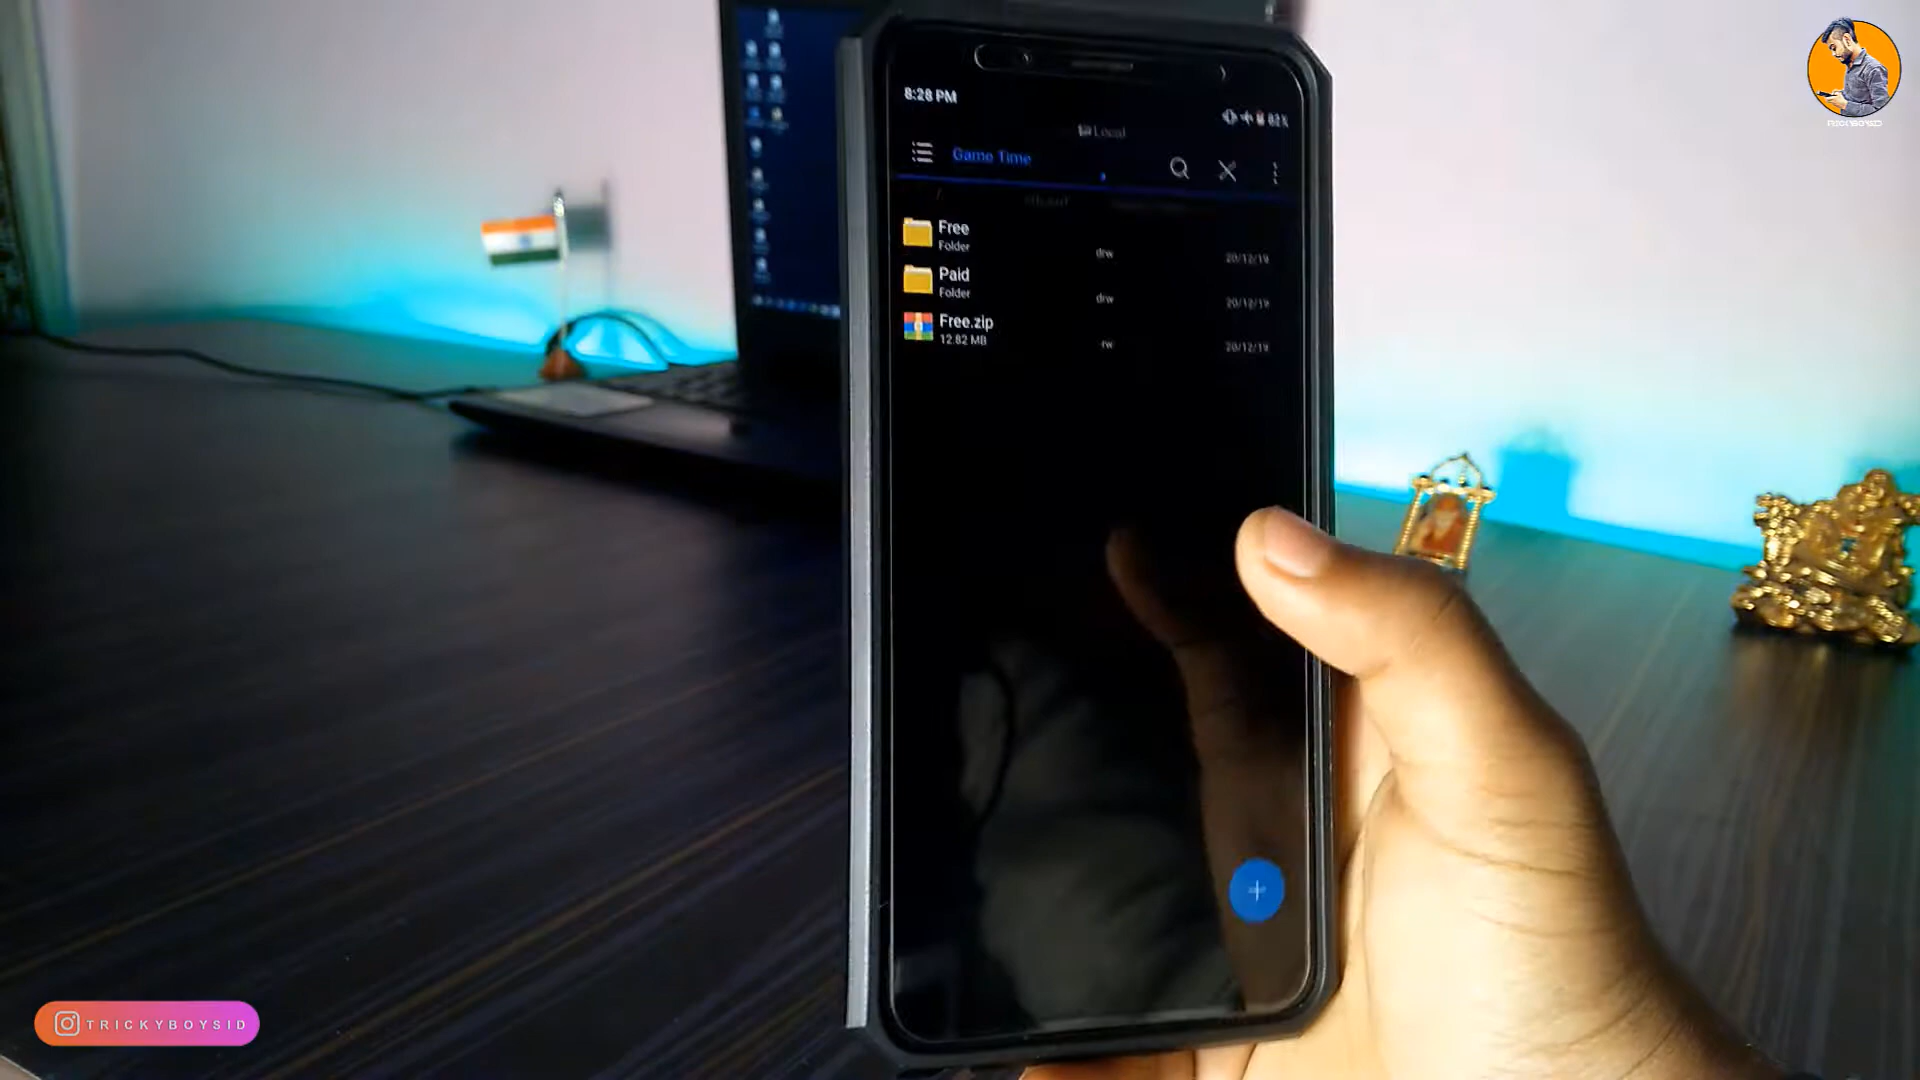 8:28 PM
82%
Local
Game Time
/
Free
Folder
drw
20/12/19
Paid
Folder
drw
20/12/19
Free.zip
12.82 MB
rw
20/12/19
TRICKYBOYSID